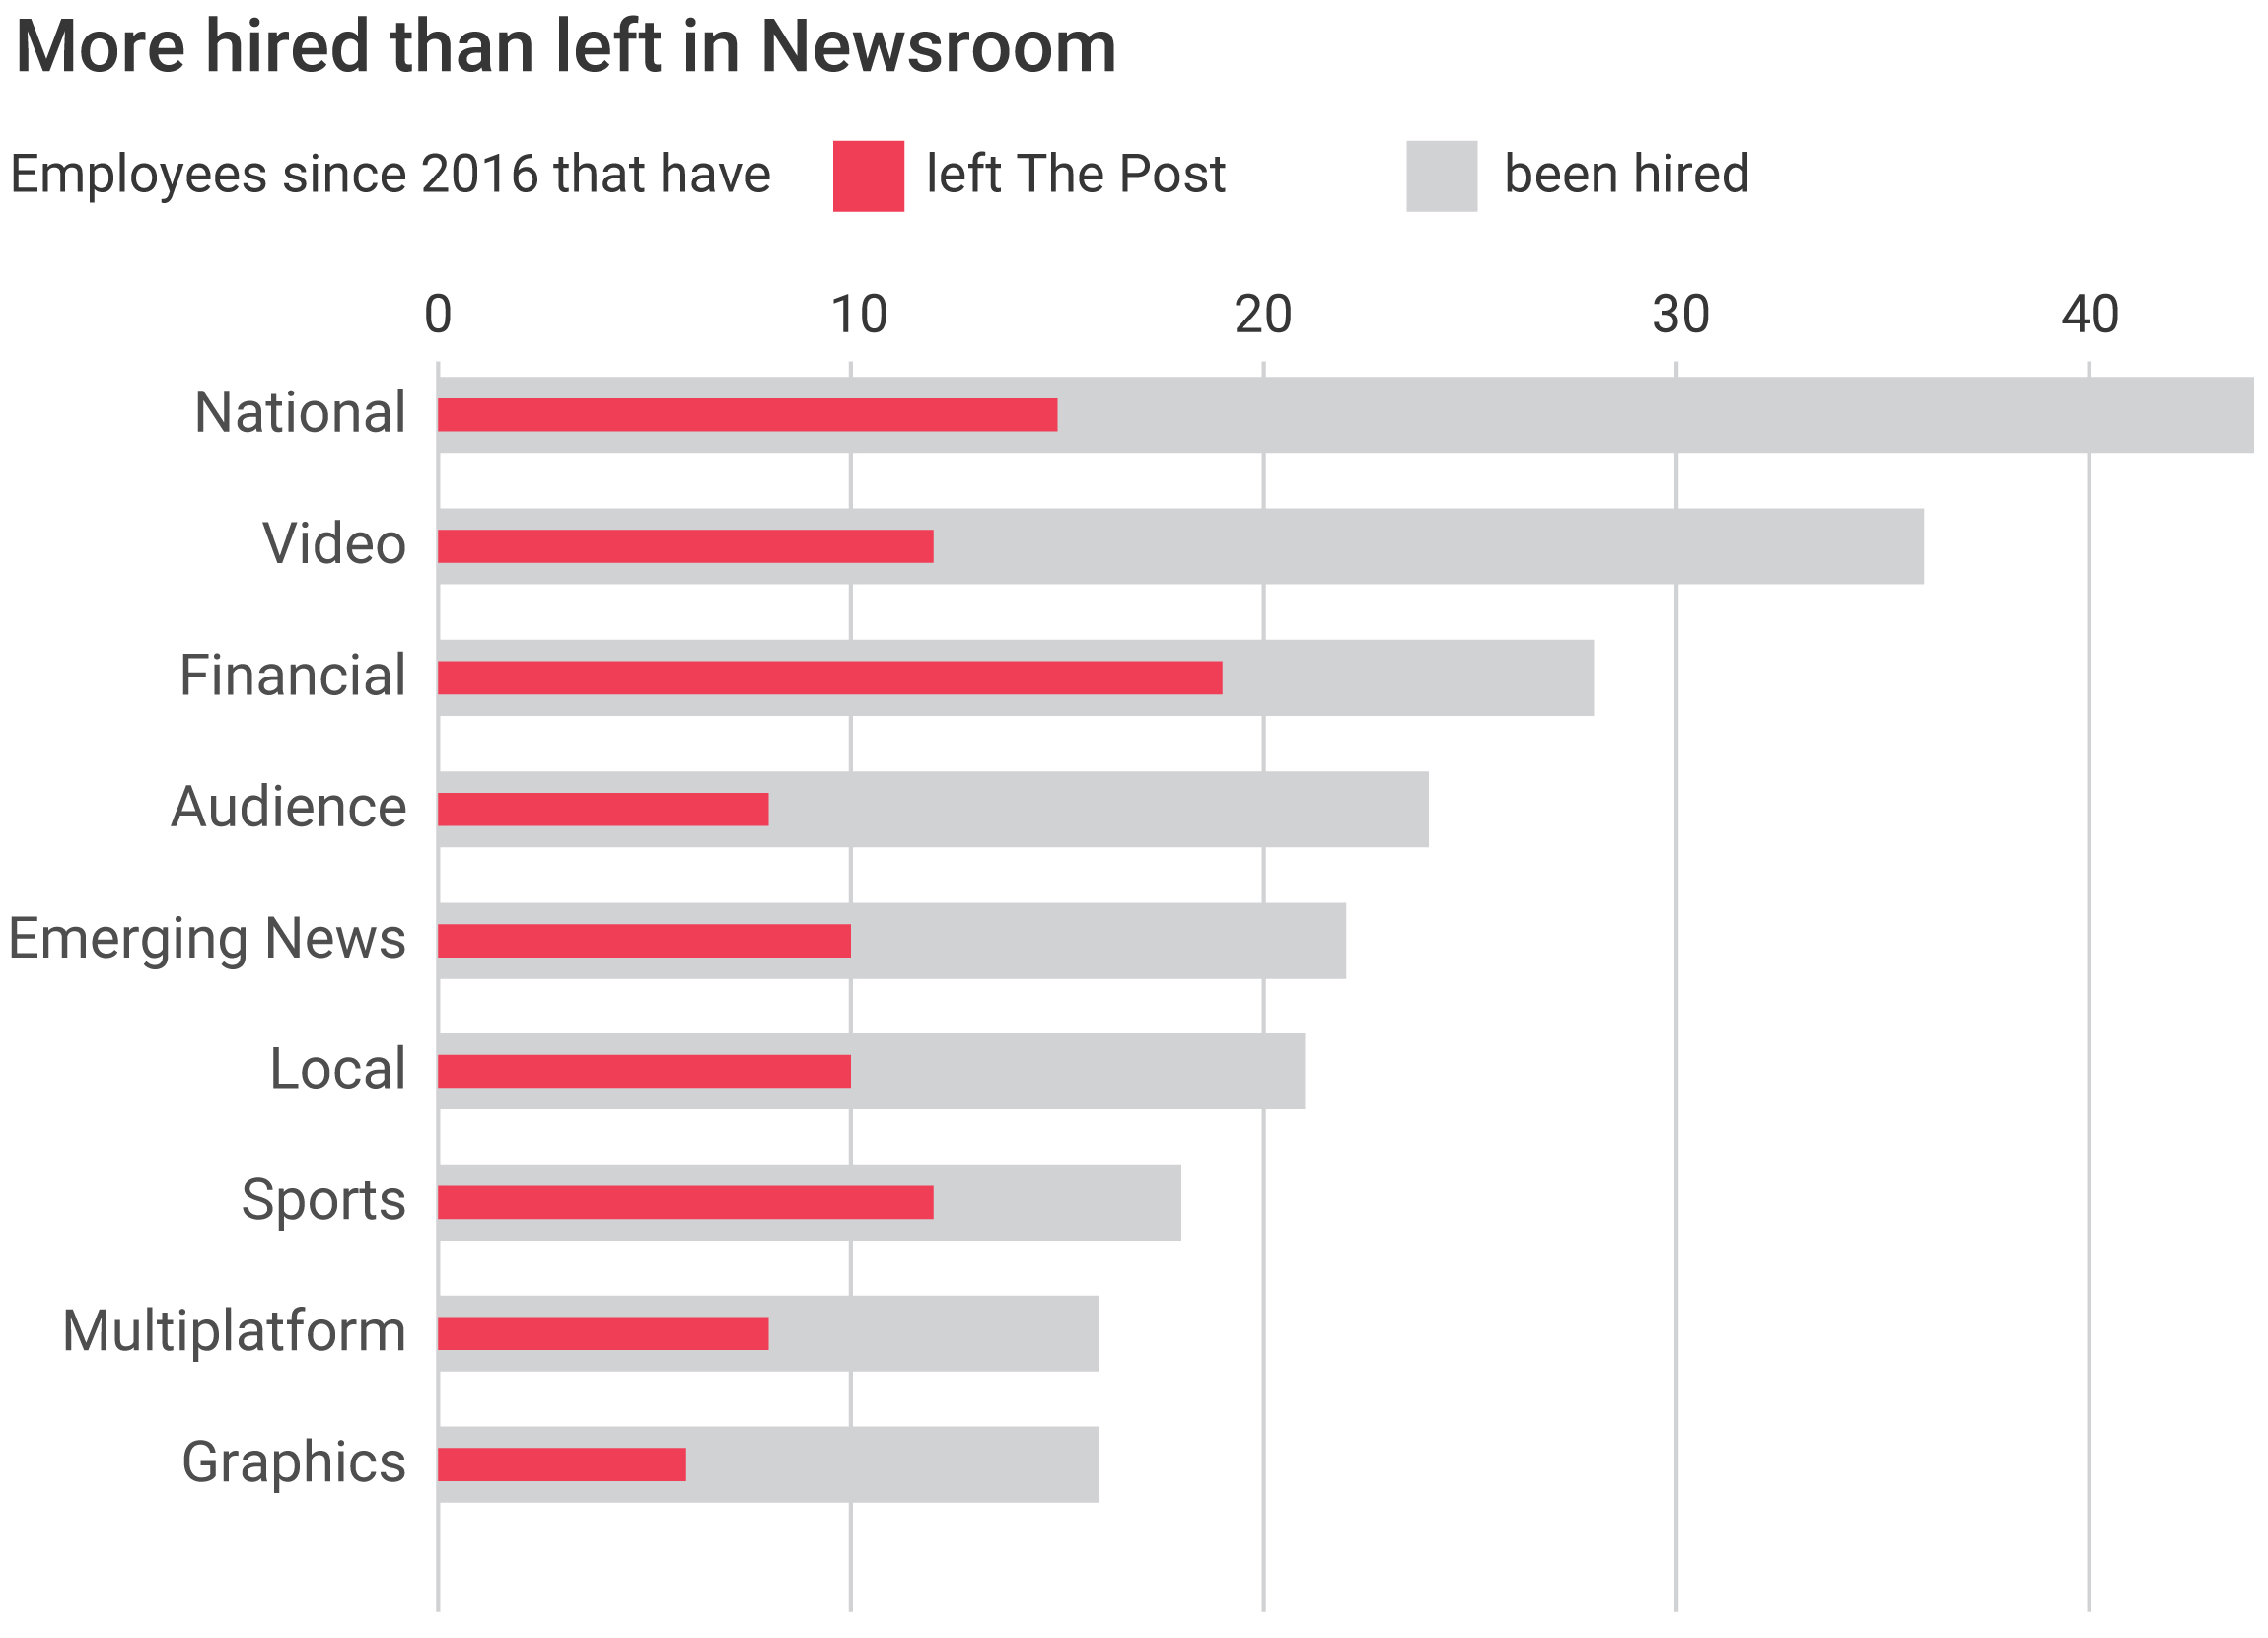 More hired than left in Newsroom
Employees since 2016 that have left The Post been hired
0 10 20 30 40
National
Video
Financial
Audience
Emerging News
Local
Sports
Multiplatform
Graphics